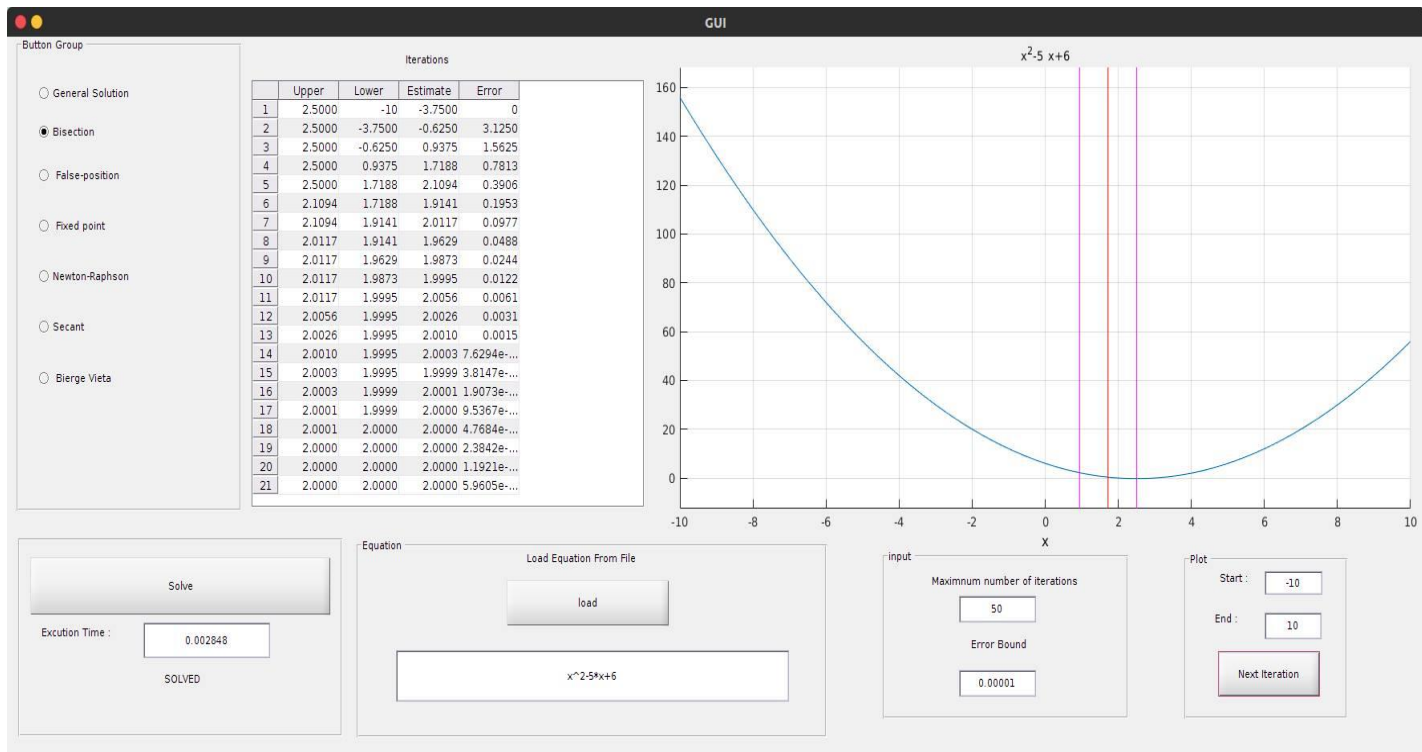 GUI
Button Group
General Solution
Bisection
False-position
Fixed point
Newton-Raphson
Secant
Bierge Vieta
Iterations
Upper Lower Estimate Error
1 2.5000 -10 -3.7500 0
2 2.5000 -3.7500 -0.6250 3.1250
3 2.5000 -0.6250 0.9375 1.5625
4 2.5000 0.9375 1.7188 0.7813
5 2.5000 1.7188 2.1094 0.3906
6 2.1094 1.7188 1.9141 0.1953
7 2.1094 1.9141 2.0117 0.0977
8 2.0117 1.9141 1.9629 0.0488
9 2.0117 1.9629 1.9873 0.0244
10 2.0117 1.9873 1.9995 0.0122
11 2.0117 1.9995 2.0056 0.0061
12 2.0056 1.9995 2.0026 0.0031
13 2.0026 1.9995 2.0010 0.0015
14 2.0010 1.9995 2.0003 7.6294e-...
15 2.0003 1.9995 1.9999 3.8147e-...
16 2.0003 1.9999 2.0001 1.9073e-...
17 2.0001 1.9999 2.0000 9.5367e-...
18 2.0001 2.0000 2.0000 4.7684e-...
19 2.0000 2.0000 2.0000 2.3842e-...
20 2.0000 2.0000 2.0000 1.1921e-...
21 2.0000 2.0000 2.0000 5.9605e-...
x²-5 x+6
160
140
120
100
80
60
40
20
0
-10 -8 -6 -4 -2 0 2 4 6 8 10
x
Solve
Excution Time :
0.002848
SOLVED
Equation
Load Equation From File
load
x^2-5*x+6
input
Maximnum number of iterations
50
Error Bound
0.00001
Plot
Start : -10
End : 10
Next Iteration